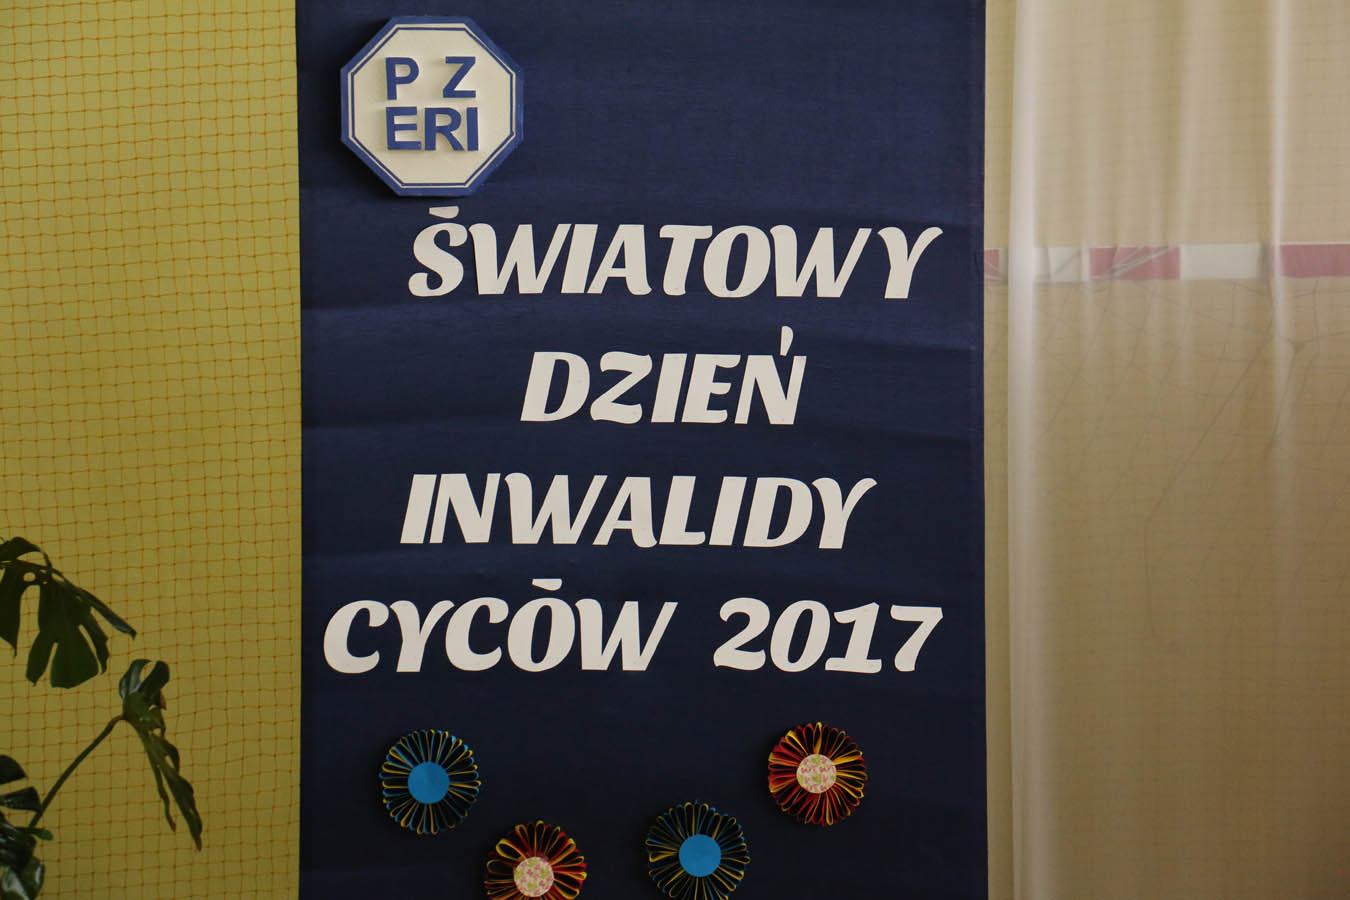 P Z
ERI
ŚWIATOWY
DZIEŃ
INWALIDY
CYCÓW 2017